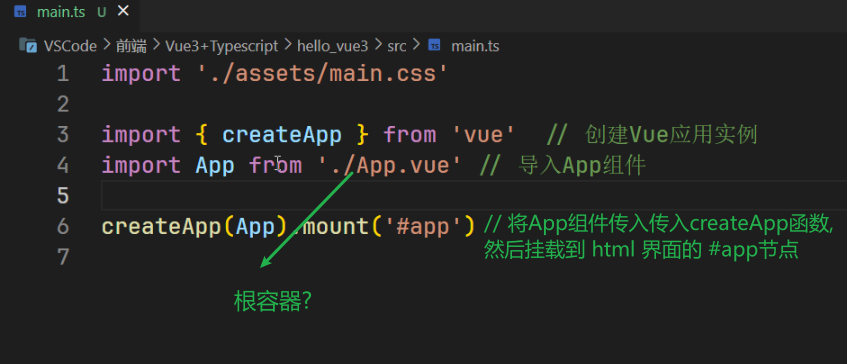 main.ts U ×
VSCode > 前端 > Vue3+Typescript > hello_vue3 > src > main.ts
1 import './assets/main.css'
2
3 import { createApp } from 'vue' // 创建Vue应用实例
4 import App from './App.vue' // 导入App组件
5
6 createApp(App).mount('#app') // 将App组件传入传入createApp函数,
然后挂载到 html 界面的 #app节点
7
根容器?